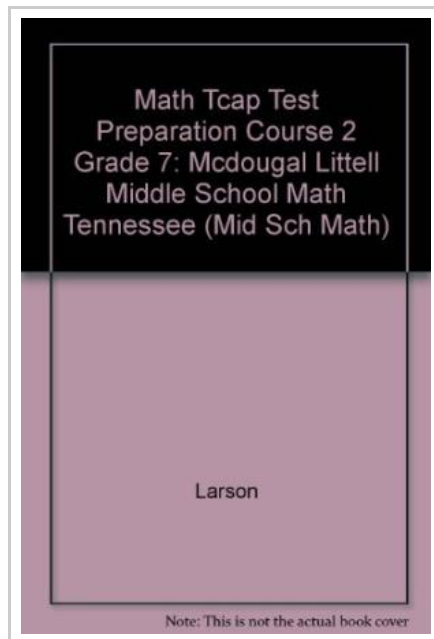 Math Tcap Test
Preparation Course 2
Grade 7: Mcdougal Littell
Middle School Math
Tennessee (Mid Sch Math)
Larson
Note: This is not the actual book cover